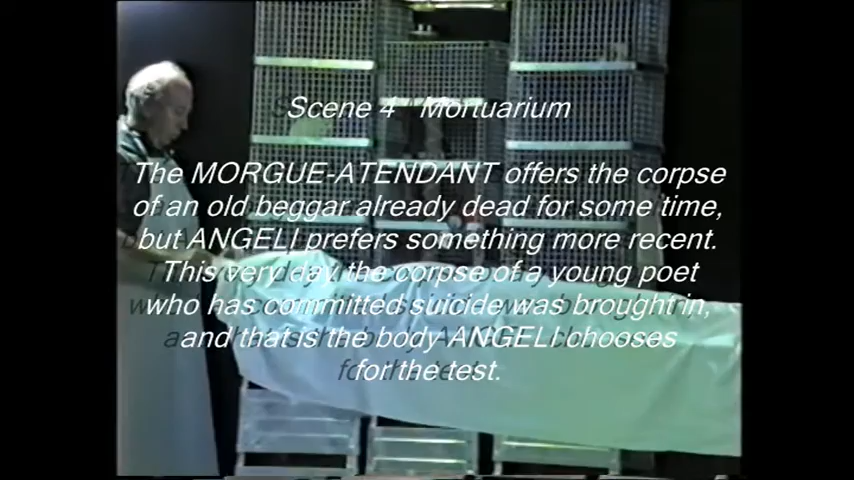 Scene 4 Mortuarium
The MORGUE-ATENDANT offers the corpse
of an old beggar already dead for some time,
but ANGELI prefers something more recent.
This very day, the corpse of a young poet
who has committed suicide was brought in,
and that is the body ANGELI chooses
for the test.